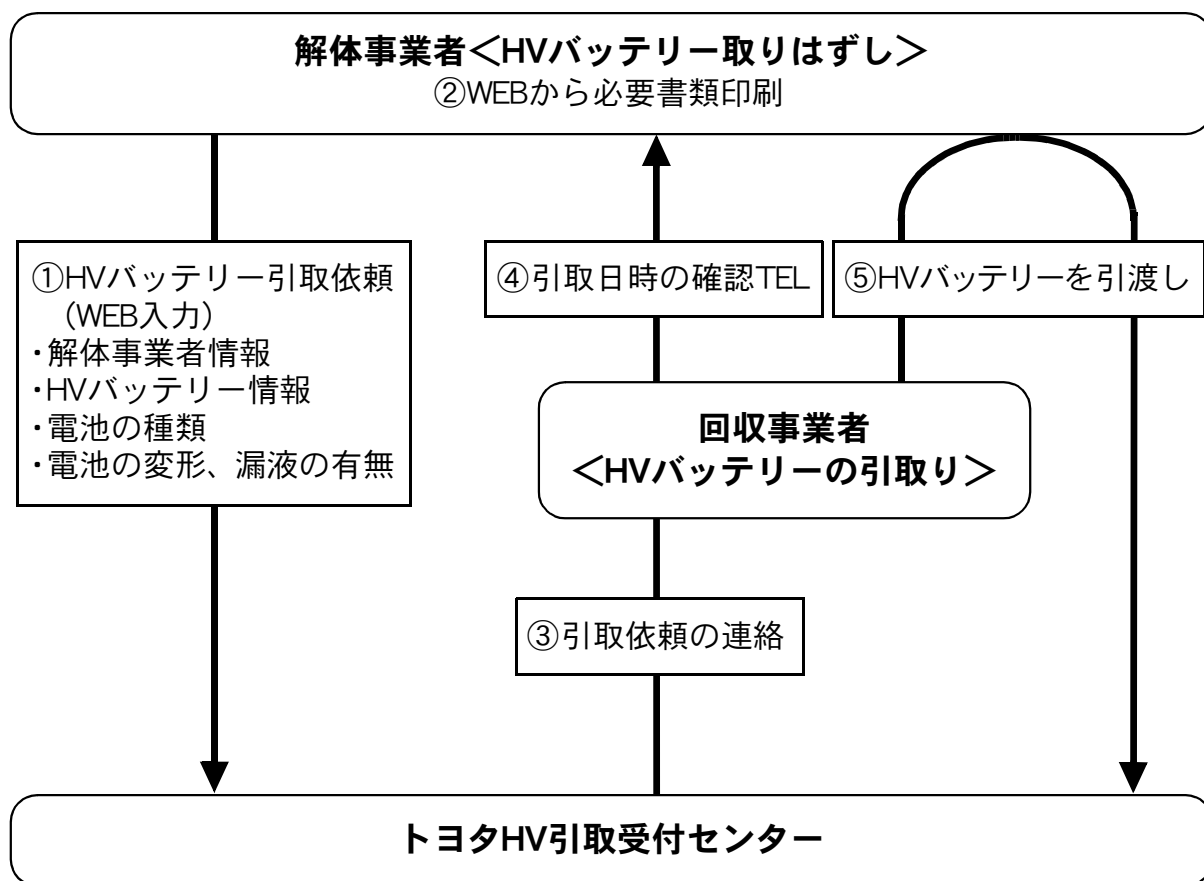 解体事業者＜HVバッテリー取りはずし＞
②WEBから必要書類印刷
①HVバッテリー引取依頼
（WEB入力）
・解体事業者情報
・HVバッテリー情報
・電池の種類
・電池の変形、漏液の有無
④引取日時の確認TEL
⑤HVバッテリーを引渡し
回収事業者
＜HVバッテリーの引取り＞
③引取依頼の連絡
トヨタHV引取受付センター